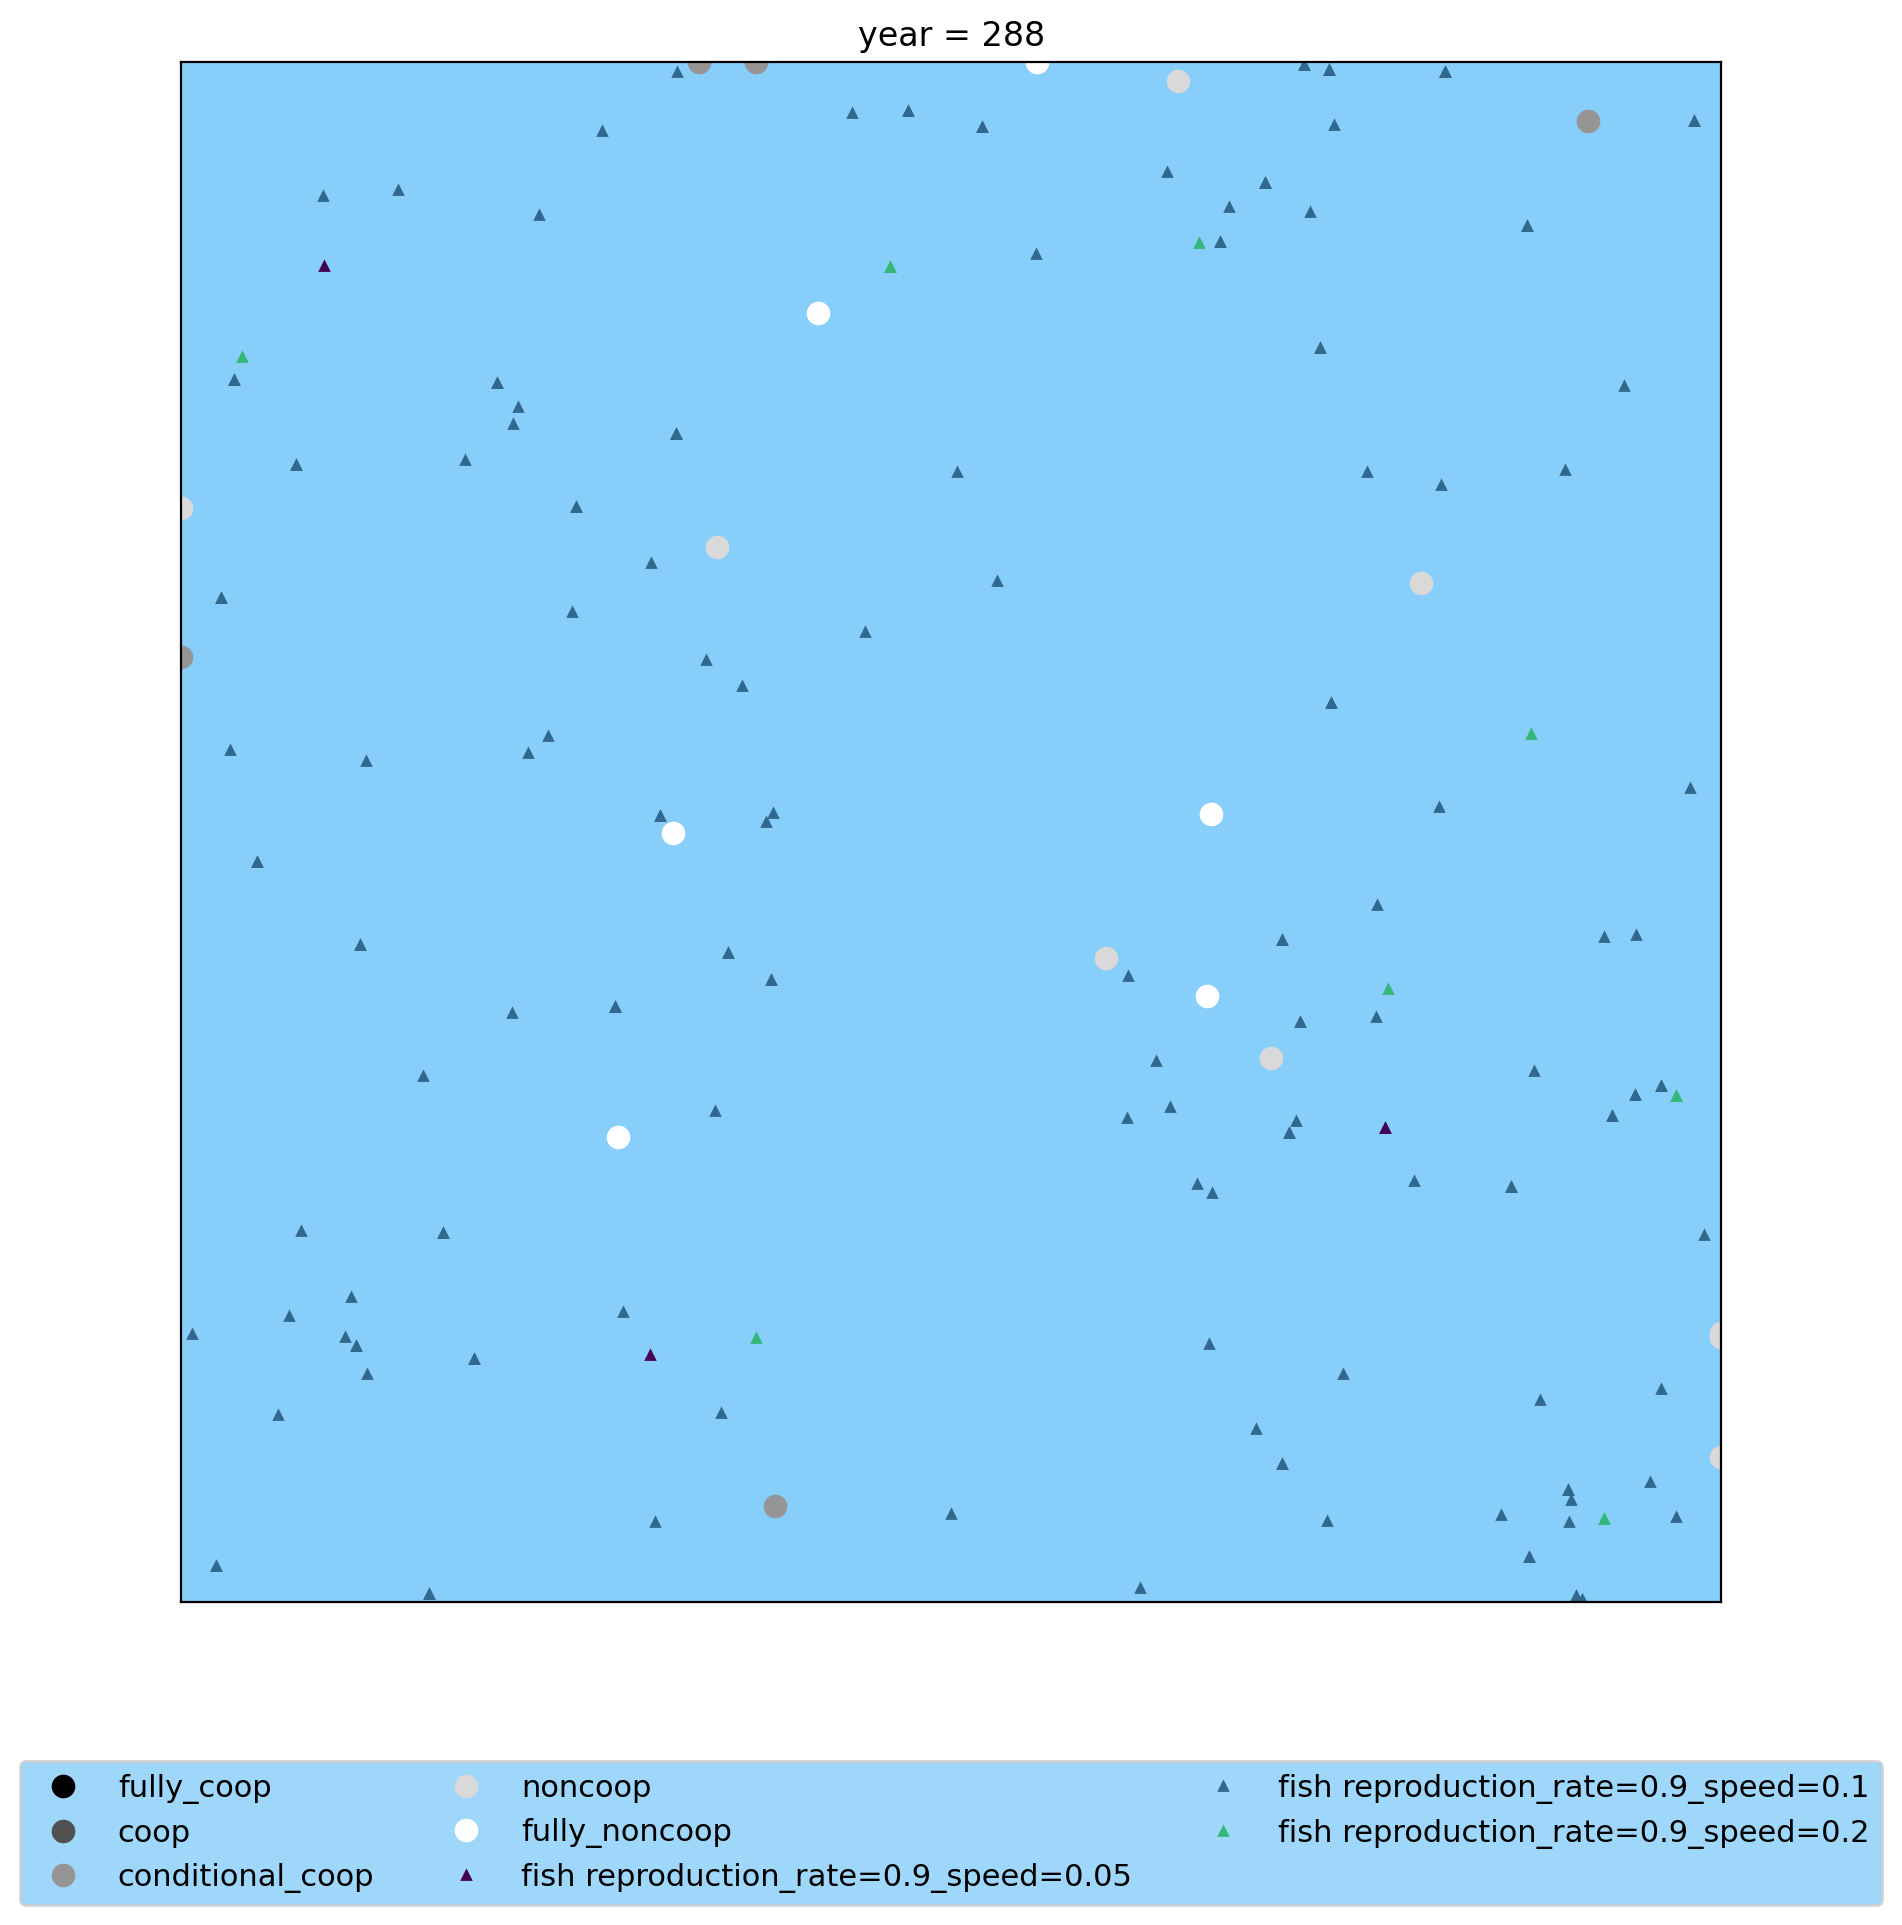 year = 288
fully_coop
coop
conditional_coop
noncoop
fully_noncoop
fish reproduction_rate=0.9_speed=0.05
fish reproduction_rate=0.9_speed=0.1
fish reproduction_rate=0.9_speed=0.2